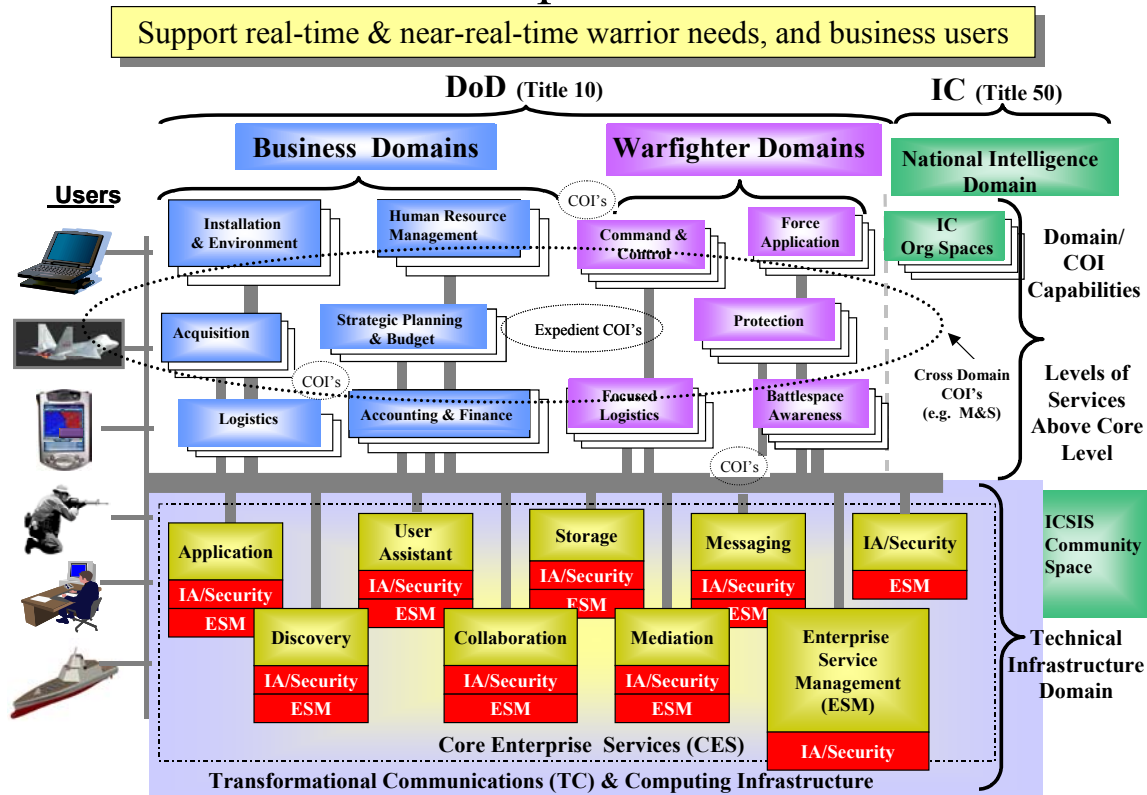 Support real-time & near-real-time warrior needs, and business users
DoD (Title 10)
IC (Title 50)
Business Domains
Warfighter Domains
National Intelligence
Domain
Users
COI's
Installation
& Environment
Human Resource
Management
Command &
Control
Force
Application
IC
Org Spaces
Domain/
COI
Capabilities
Acquisition
Strategic Planning
& Budget
Expedient COI's
Protection
COI's
Cross Domain
COI's
(e.g. M&S)
Logistics
Accounting & Finance
Focused
Logistics
Battlespace
Awareness
Levels of
Services
Above Core
Level
COI's
Application
IA/Security
ESM
User
Assistant
IA/Security
ESM
Storage
IA/Security
ESM
Messaging
IA/Security
ESM
IA/Security
ESM
ICSIS
Community
Space
Discovery
IA/Security
ESM
Collaboration
IA/Security
ESM
Mediation
IA/Security
ESM
Enterprise
Service
Management
(ESM)
IA/Security
Technical
Infrastructure
Domain
Core Enterprise Services (CES)
Transformational Communications (TC) & Computing Infrastructure